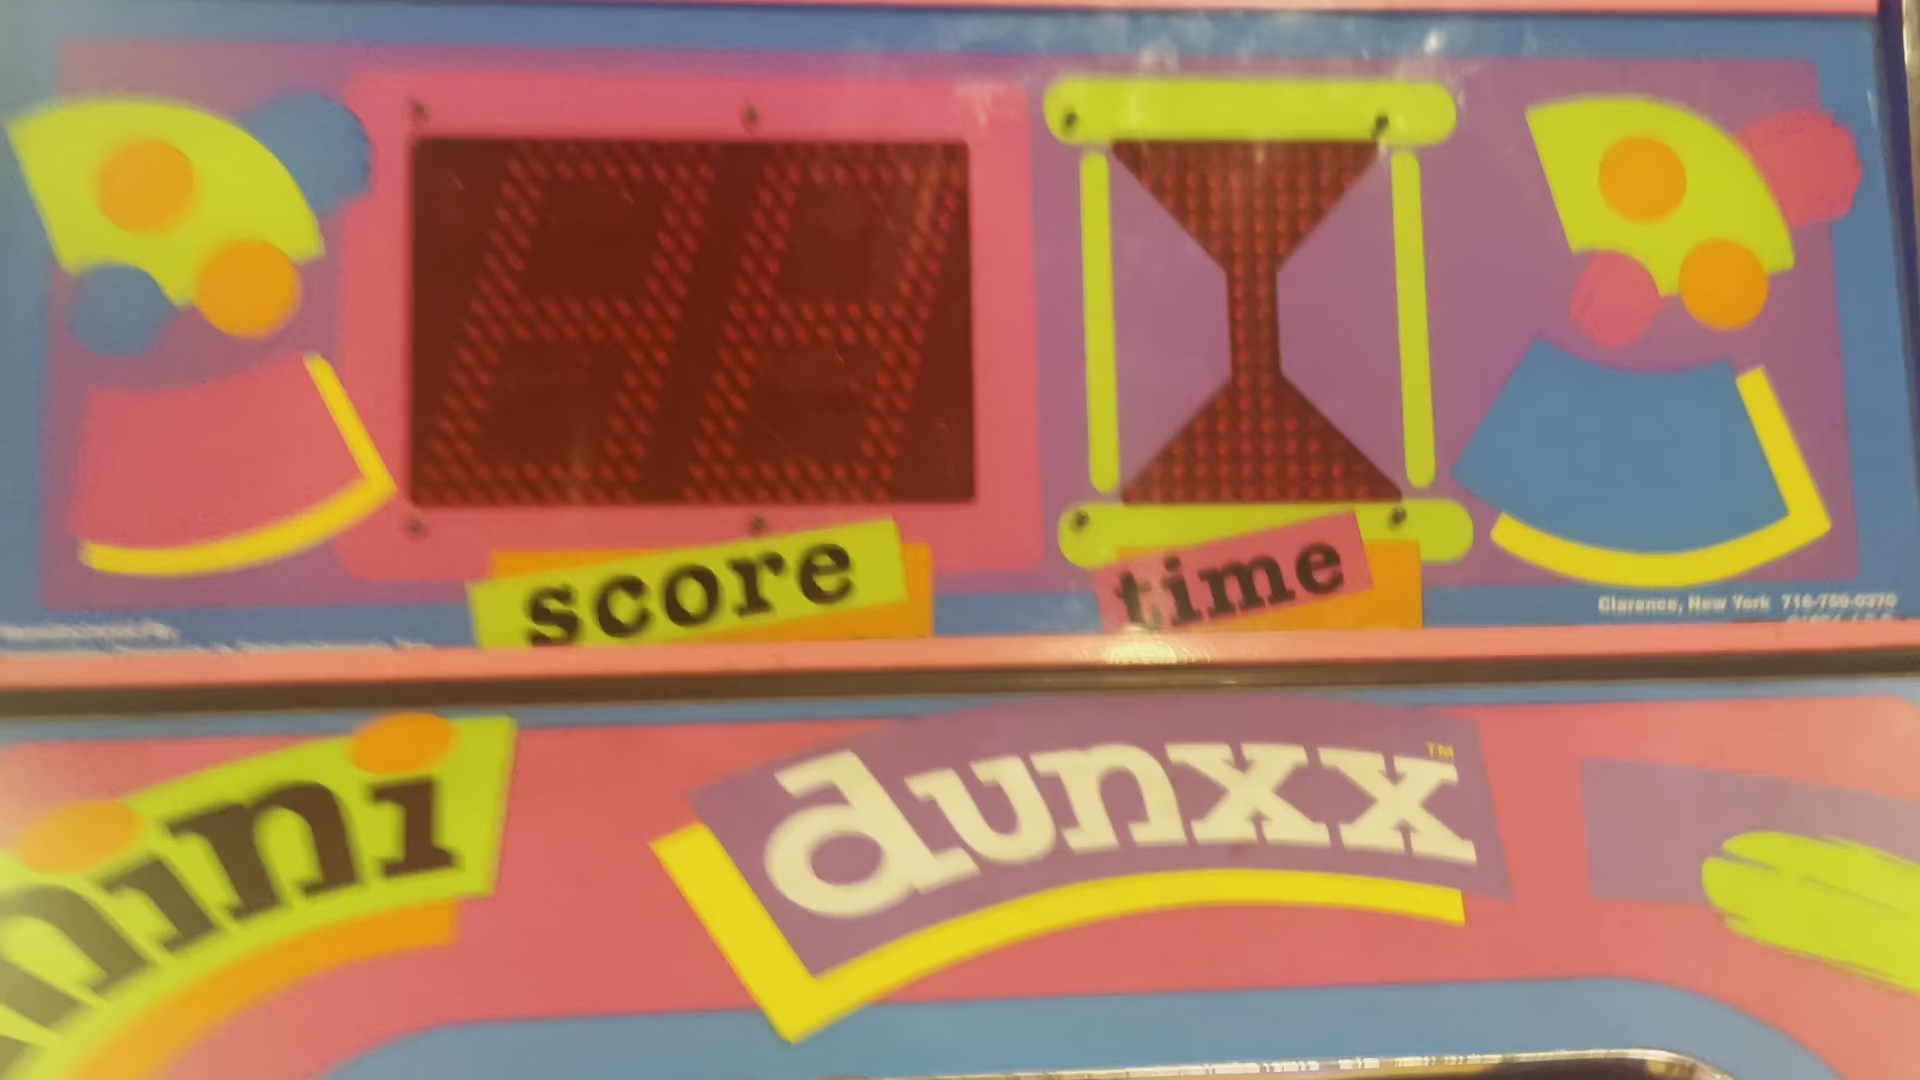 score
time
Clarence, New York 716-759-0370
mini
dunxx™